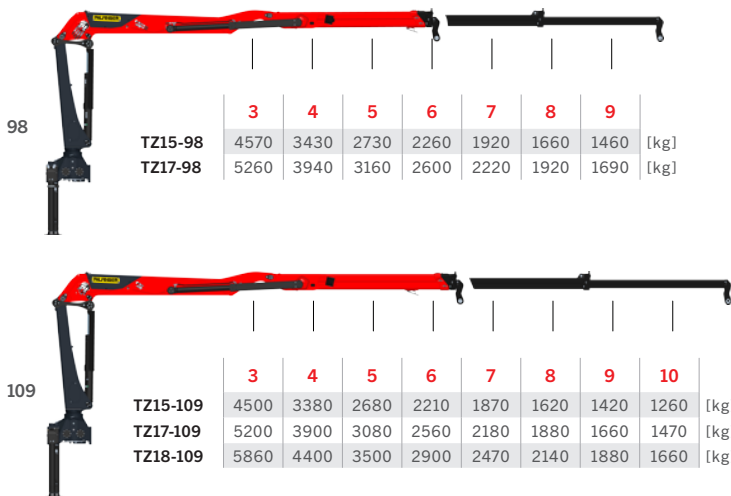 PALFINGER
98
3 4 5 6 7 8 9
TZ15-98 4570 3430 2730 2260 1920 1660 1460 [kg]
TZ17-98 5260 3940 3160 2600 2220 1920 1690 [kg]
PALFINGER
109
3 4 5 6 7 8 9 10
TZ15-109 4500 3380 2680 2210 1870 1620 1420 1260 [kg
TZ17-109 5200 3900 3080 2560 2180 1880 1660 1470 [kg
TZ18-109 5860 4400 3500 2900 2470 2140 1880 1660 [kg